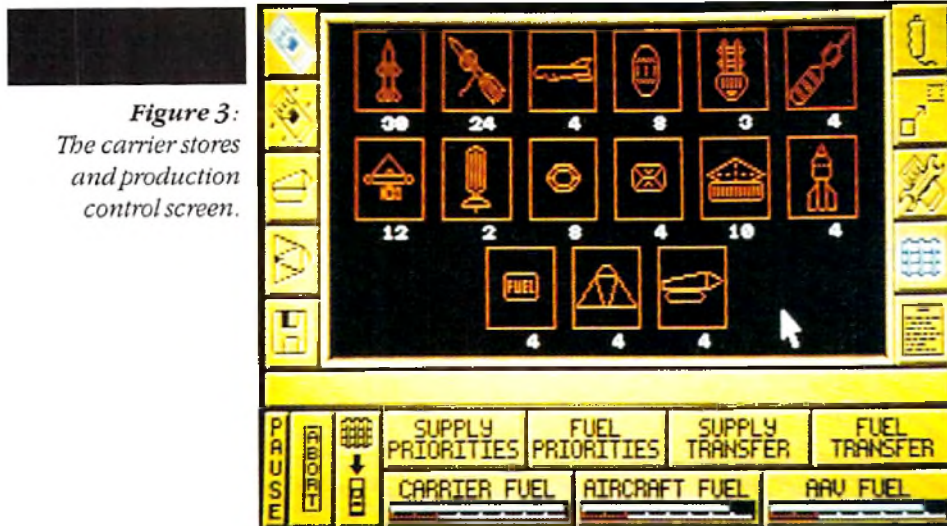 Figure 3:
The carrier stores
and production
control screen.
30 24 4 8 3 4
12 2 8 4 10 4
FUEL
4 4 4
PAUSE
ABORT
SUPPLY PRIORITIES
FUEL PRIORITIES
SUPPLY TRANSFER
FUEL TRANSFER
CARRIER FUEL
AIRCRAFT FUEL
AAV FUEL